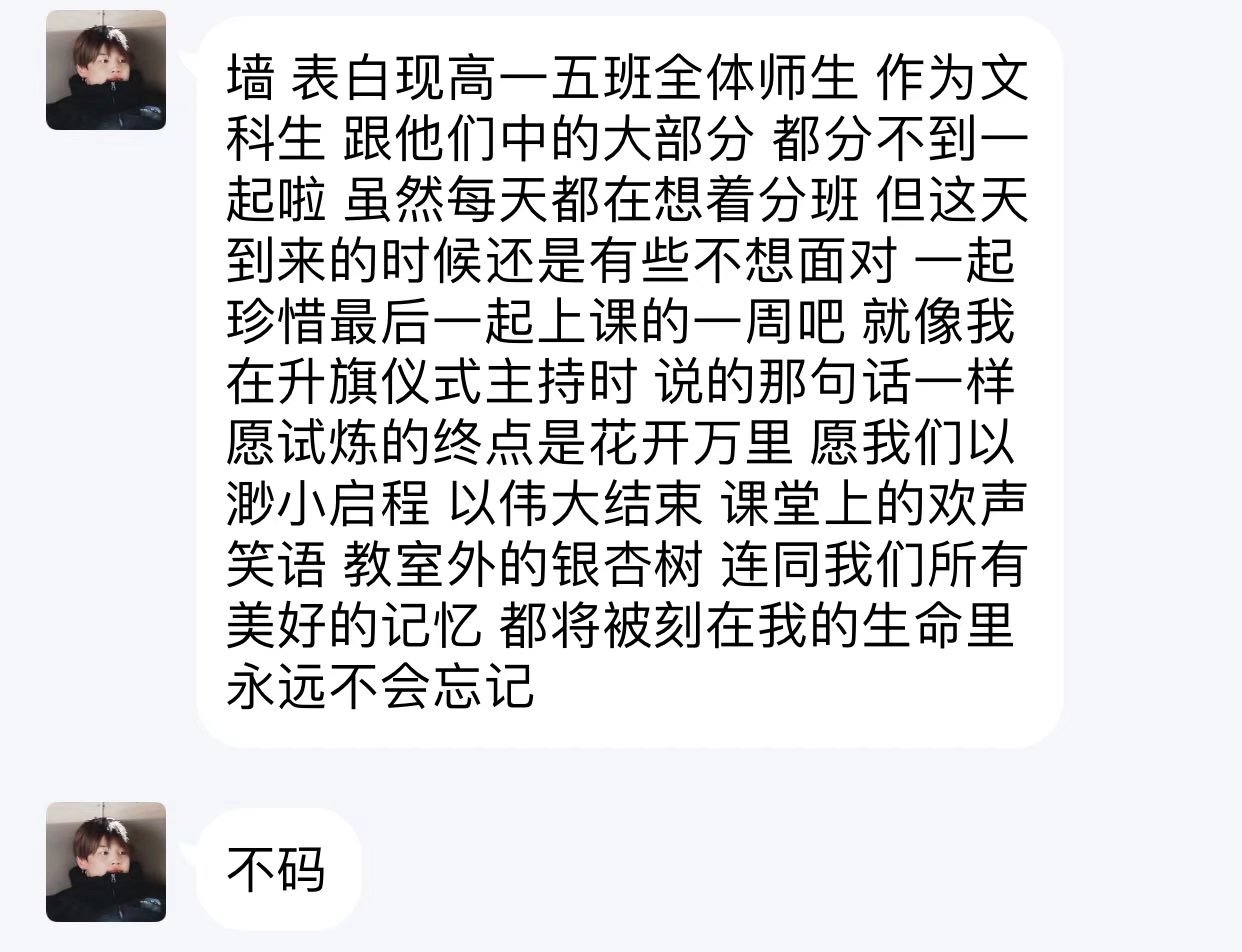 墙 表白现高一五班全体师生 作为文
科生 跟他们中的大部分 都分不到一
起啦 虽然每天都在想着分班 但这天
到来的时候还是有些不想面对 一起
珍惜最后一起上课的一周吧 就像我
在升旗仪式主持时 说的那句话一样
愿试炼的终点是花开万里 愿我们以
渺小启程 以伟大结束 课堂上的欢声
笑语 教室外的银杏树 连同我们所有
美好的记忆 都将被刻在我的生命里
永远不会忘记
不码